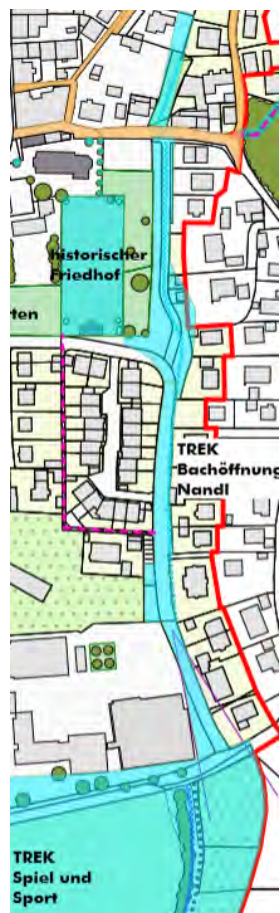 historischer
Friedhof
ten
TREK
Bachöffnung
Nandl
TREK
Spiel und
Sport